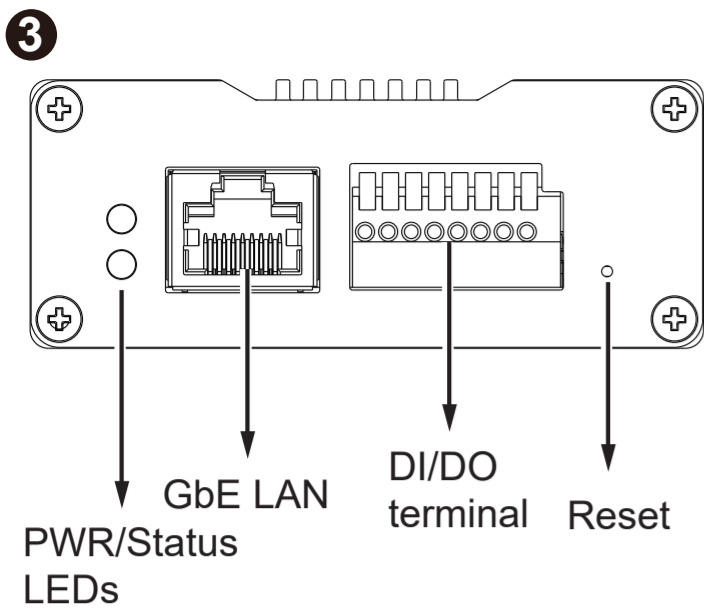 3
GbE LAN
DI/DO
terminal
Reset
PWR/Status
LEDs